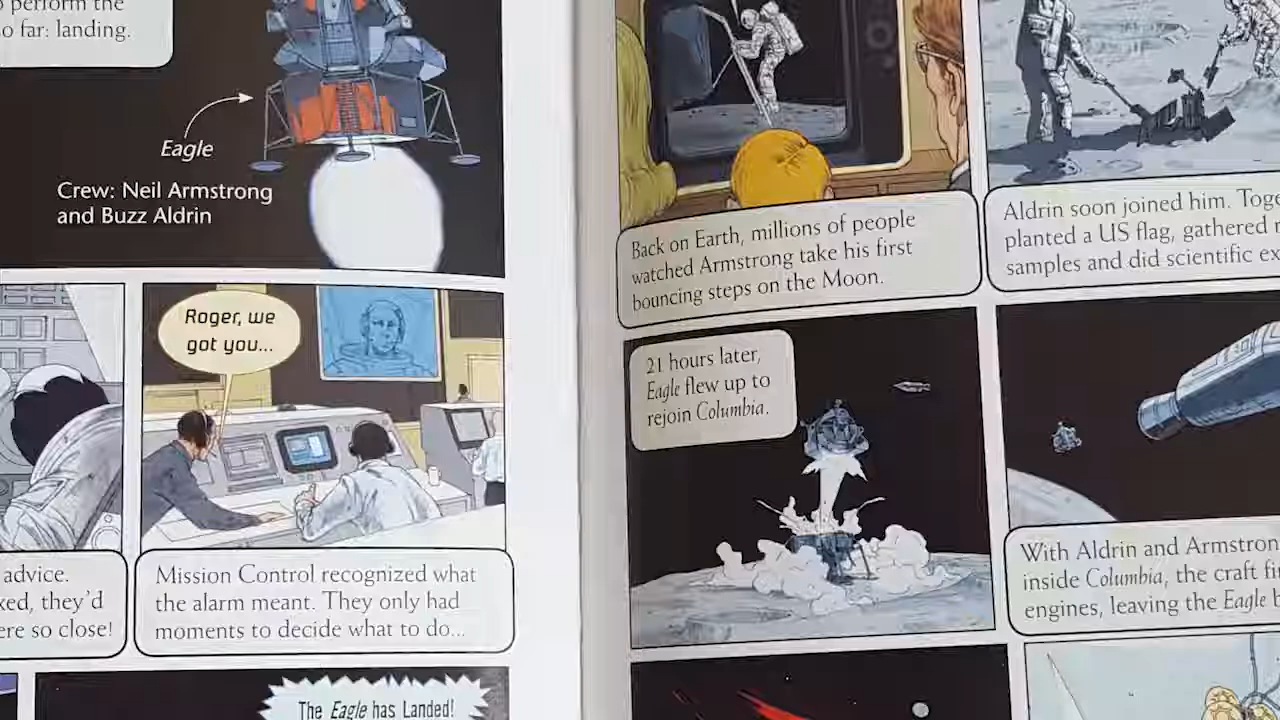 perform the
so far: landing.
Eagle
Crew: Neil Armstrong
and Buzz Aldrin
Roger, we
got you...
advice.
they'd
ere so close!
Mission Control recognized what
the alarm meant. They only had
moments to decide what to do...
The Eagle has Landed!
Back on Earth, millions of people
watched Armstrong take his first
bouncing steps on the Moon.
Aldrin soon joined him.
planted a US flag, gathered
samples and did scientific
21 hours later,
Eagle flew up to
rejoin Columbia.
With Aldrin and Armstron
inside Columbia, the craft
engines, leaving the Eagle